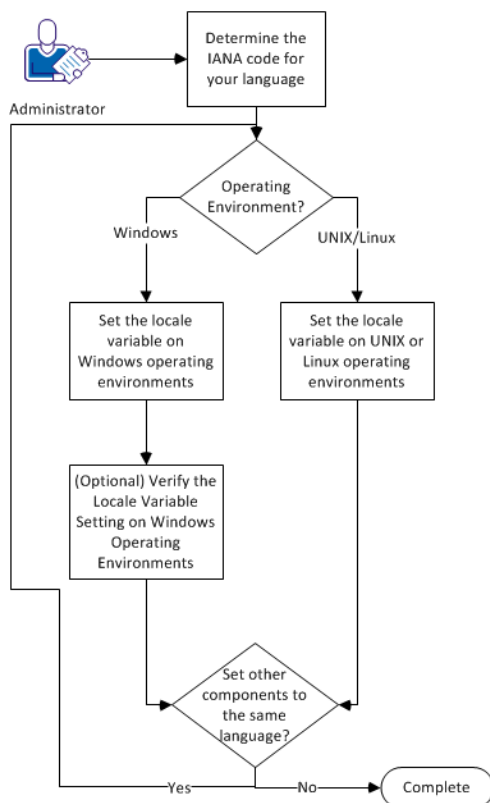 Determine the
IANA code for
your language
Administrator
Operating
Environment?
Windows
UNIX/Linux
Set the locale
variable on
Windows operating
environments
Set the locale
variable on UNIX or
Linux operating
environments
(Optional) Verify the
Locale Variable
Setting on Windows
Operating
Environments
Set other
components to
the same
language?
Yes
No
Complete